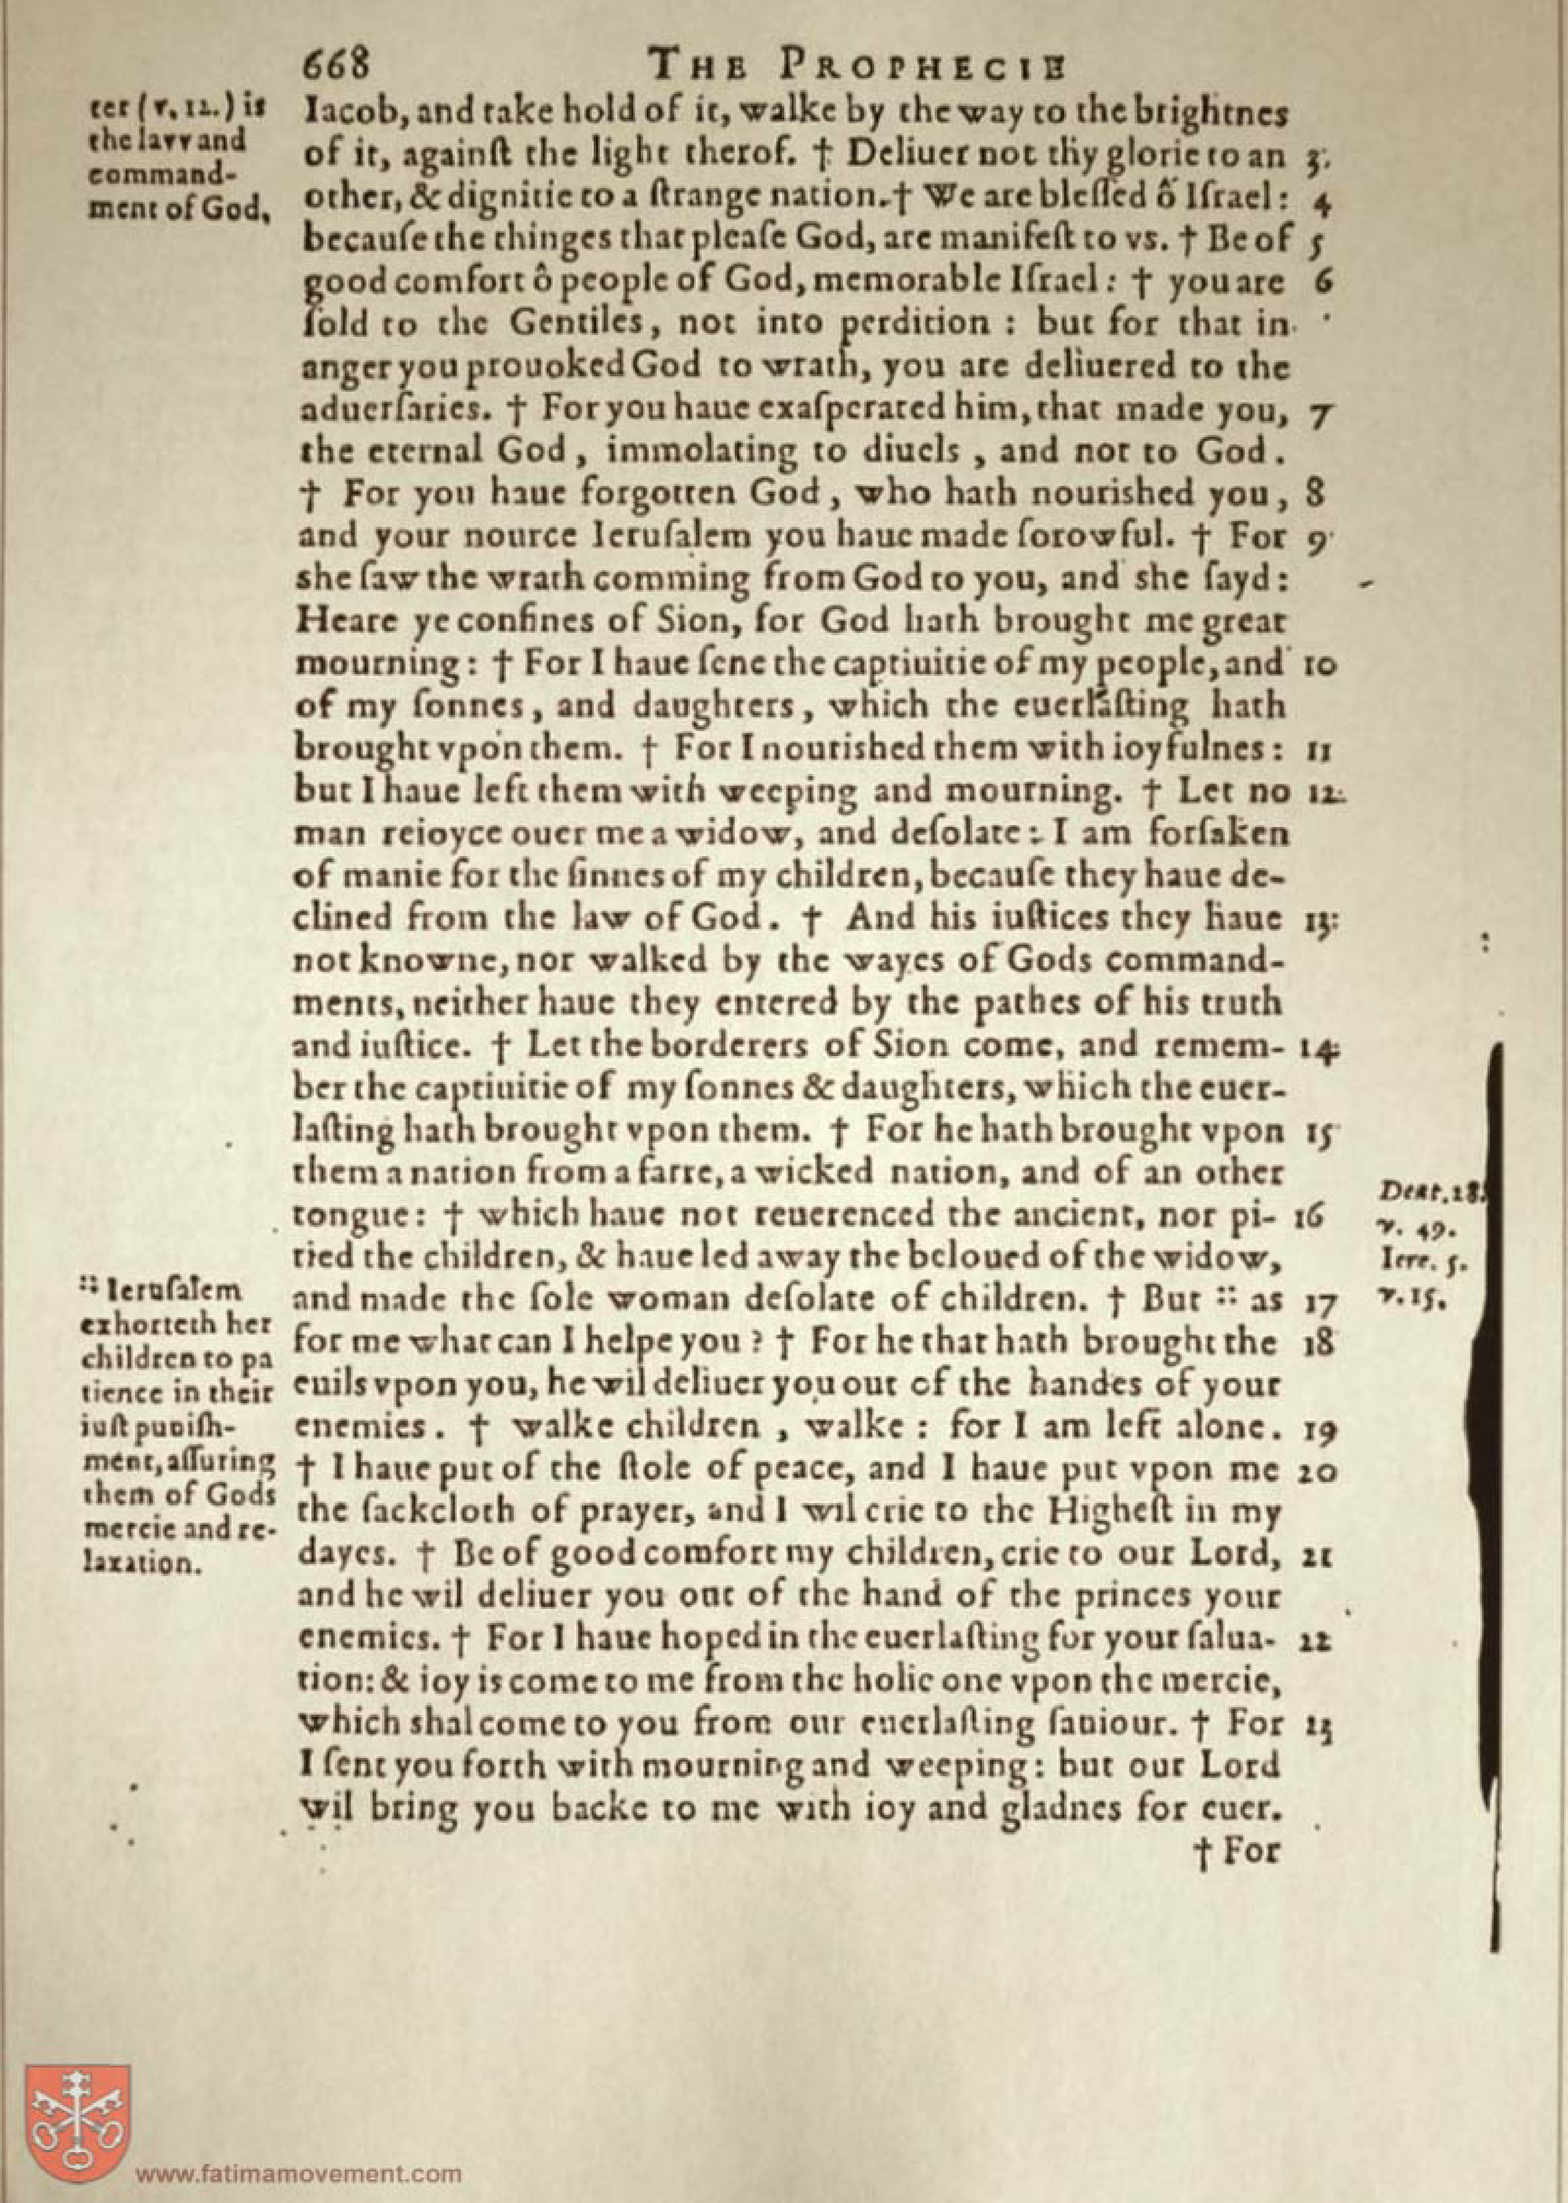 668 THE PROPHECIE
ter (v. 12.) is
the lavv and
command-
ment of God,
Iacob, and take hold of it, walke by the way to the brightnes
of it, againſt the light therof. † Deliuer not thy glorie to an 3
other, & dignitie to a ſtrange nation. † We are bleſſed ô Iſrael: 4
becauſe the thinges that pleaſe God, are manifeſt to vs. † Be of 5
good comfort ô people of God, memorable Iſrael: † you are 6
ſold to the Gentiles, not into perdition: but for that in
anger you prouoked God to wrath, you are deliuered to the
aduerſaries. † For you haue exaſperated him, that made you, 7
the eternal God, immolating to diuels, and not to God.
† For you haue forgotten God, who hath nourished you, 8
and your nource Ieruſalem you haue made ſorowful. † For 9
she ſaw the wrath comming from God to you, and she ſayd:
Heare ye confines of Sion, for God hath brought me great
mourning: † For I haue ſene the captiuitie of my people, and 10
of my ſonnes, and daughters, which the euerlaſting hath
brought vpon them. † For I nourished them with ioyfulnes: 11
but I haue left them with weeping and mourning. † Let no 12
man reioyce ouer me a widow, and deſolate: I am forſaken
of manie for the ſinnes of my children, becauſe they haue de-
clined from the law of God. † And his iuſtices they haue 13
not knowne, nor walked by the wayes of Gods command-
ments, neither haue they entered by the pathes of his truth
and iuſtice. † Let the borderers of Sion come, and remem- 14
ber the captiuitie of my ſonnes & daughters, which the euer-
laſting hath brought vpon them. † For he hath brought vpon 15
them a nation from a farre, a wicked nation, and of an other
tongue: † which haue not reuerenced the ancient, nor pi- 16
tied the children, & haue led away the beloued of the widow,
and made the ſole woman deſolate of children. † But :: as 17
for me what can I helpe you? † For he that hath brought the 18
euils vpon you, he wil deliuer you out of the handes of your
enemies. † walke children, walke: for I am left alone. 19
† I haue put of the ſtole of peace, and I haue put vpon me 20
the ſackcloth of prayer, and I wil crie to the Higheſt in my
dayes. † Be of good comfort my children, crie to our Lord, 21
and he wil deliuer you out of the hand of the princes your
enemies. † For I haue hoped in the euerlaſting for your ſalua- 22
tion: & ioy is come to me from the holie one vpon the mercie,
which shal come to you from our euerlaſting ſauiour. † For 23
I ſent you forth with mourning and weeping: but our Lord
wil bring you backe to me with ioy and gladnes for euer.
† For
:: Ieruſalem
exhorteth her
children to pa
tience in their
iuſt puniſh-
ment, aſſuring
them of Gods
mercie and re-
laxation.
Deut. 28.
v. 49.
Iere. 5.
v. 15.
www.fatimamovement.com